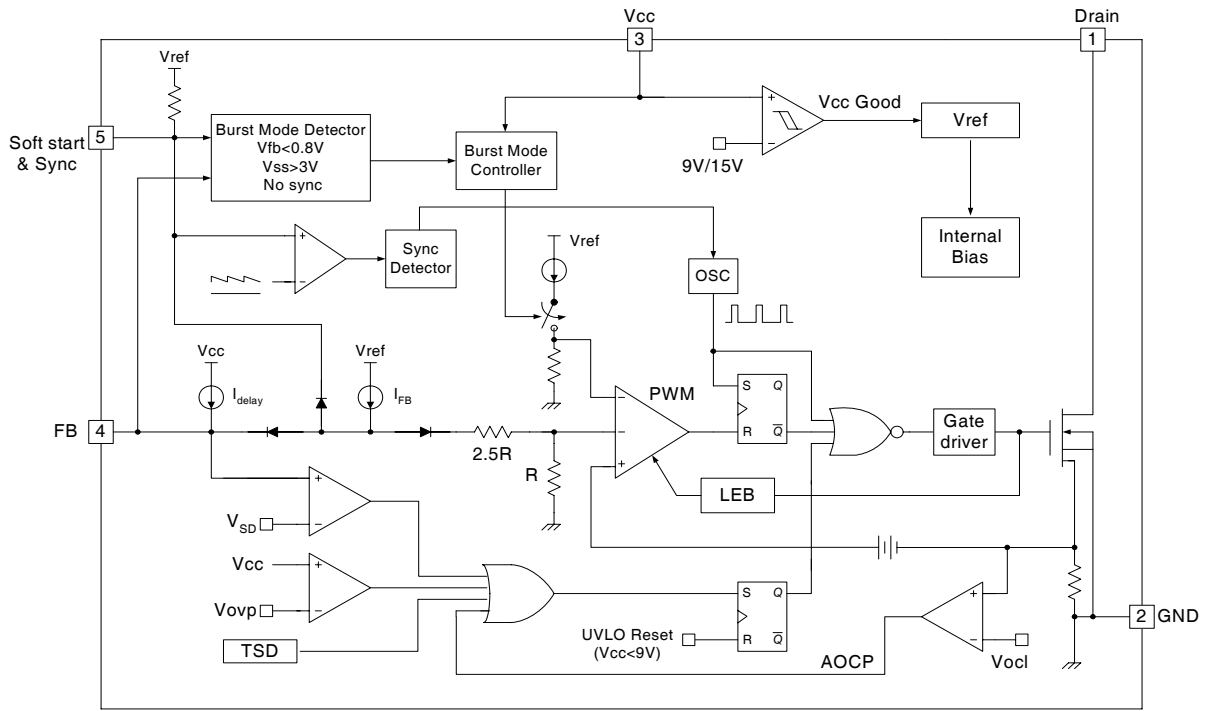 Vcc
3
Drain
1
Vref
5
Soft start
& Sync
Burst Mode Detector
Vfb<0.8V
Vss>3V
No sync
Burst Mode
Controller
+
−
Vcc Good
9V/15V
Vref
Internal
Bias
+
−
Sync
Detector
Vref
OSC
Vcc
Idelay
Vref
IFB
FB
4
2.5R
R
−
−
+
PWM
S
Q
R
Q
Gate
driver
LEB
+
−
VSD
Vcc
+
Vovp
−
TSD
S
Q
R
Q
UVLO Reset
(Vcc<9V)
AOCP
+
−
Vocl
2
GND